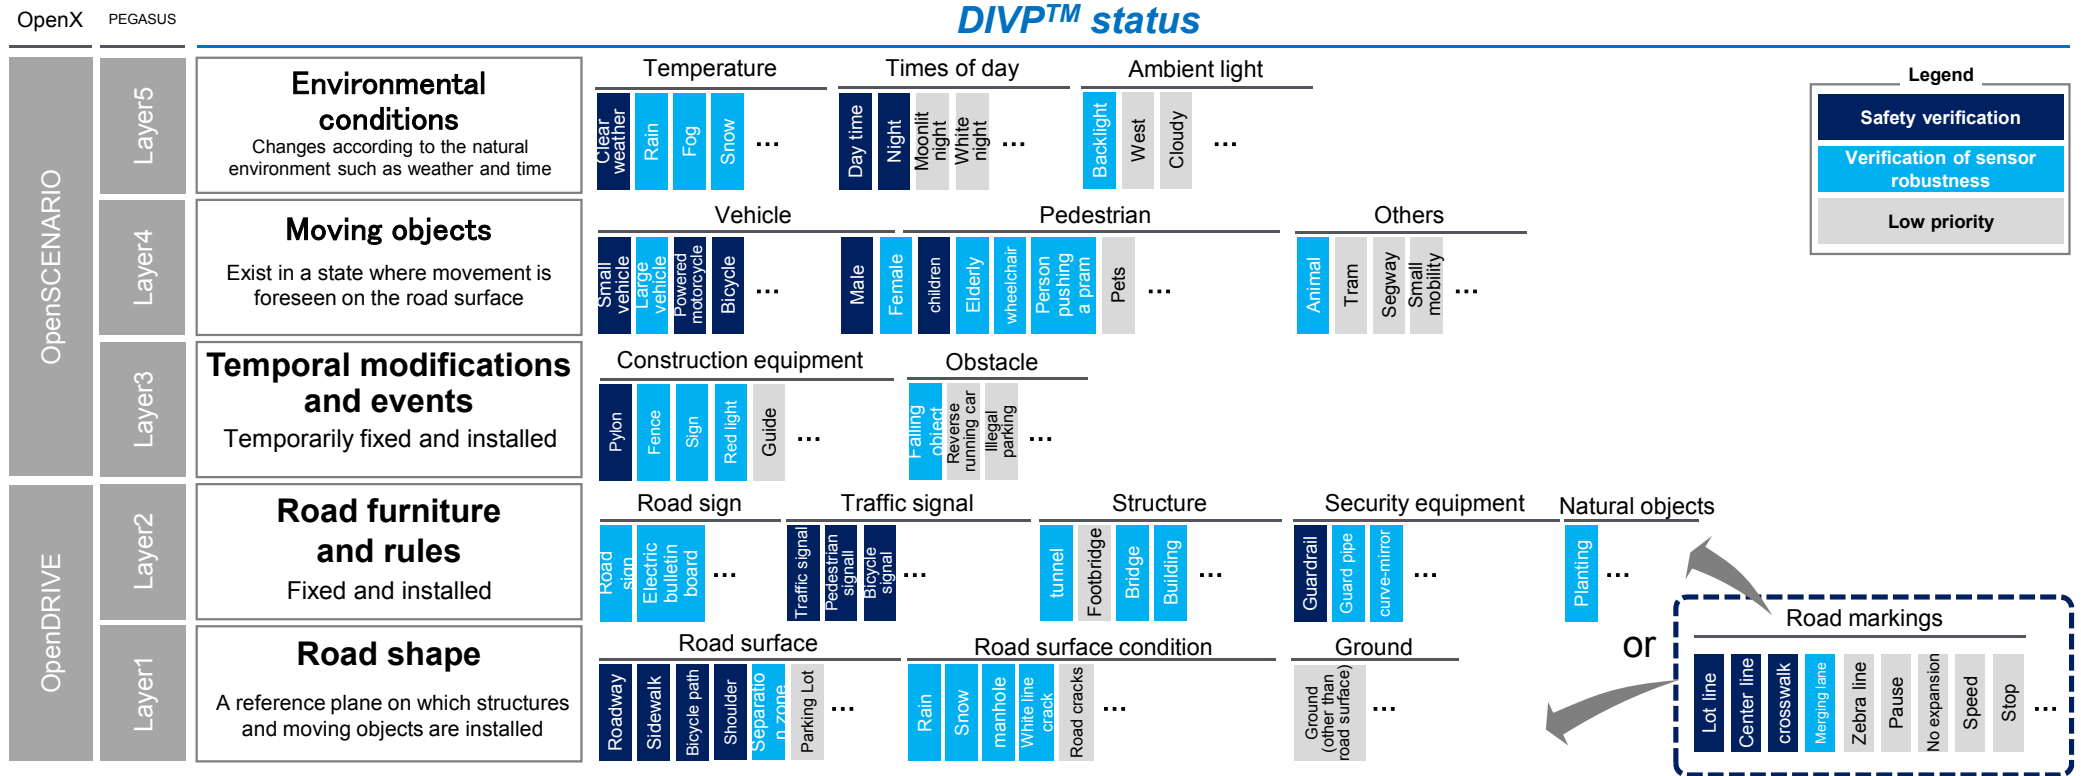 OpenX
PEGASUS
DIVP™ status
OpenSCENARIO
OpenDRIVE
Layer5
Environmental
conditions
Changes according to the natural
environment such as weather and time
Temperature
Clear
weather
Rain
Fog
Snow
...
Times of day
Day time
Night
Moonlit
night
White
night
...
Ambient light
Backlight
West
Cloudy
...
Legend
Safety verification
Verification of sensor
robustness
Low priority
Layer4
Moving objects
Exist in a state where movement is
foreseen on the road surface
Vehicle
Small
vehicle
Large
vehicle
Powered
motorcycle
Bicycle
...
Pedestrian
Male
Female
children
Elderly
wheelchair
Person
pushing
a pram
Pets
...
Others
Animal
Tram
Segway
Small
mobility
...
Layer3
Temporal modifications
and events
Temporarily fixed and installed
Construction equipment
Pylon
Fence
Sign
Red light
Guide
...
Obstacle
Falling
object
Reverse
running car
Illegal
parking
...
Layer2
Road furniture
and rules
Fixed and installed
Road sign
Road
sign
Electric
bulletin
board
...
Traffic signal
Traffic signal
Pedestrian
signall
Bicycle
signal
...
Structure
tunnel
Footbridge
Bridge
Building
...
Security equipment
Guardrail
Guard pipe
curve-mirror
...
Natural objects
Planting
...
Layer1
Road shape
A reference plane on which structures
and moving objects are installed
Road surface
Roadway
Sidewalk
Bicycle path
Shoulder
Separatio
n zone
Parking Lot
...
Road surface condition
Rain
Snow
manhole
White line
crack
Road cracks
...
Ground
Ground
(other than
road surface)
...
or
Road markings
Lot line
Center line
crosswalk
Merging lane
Zebra line
Pause
No expansion
Speed
Stop
...